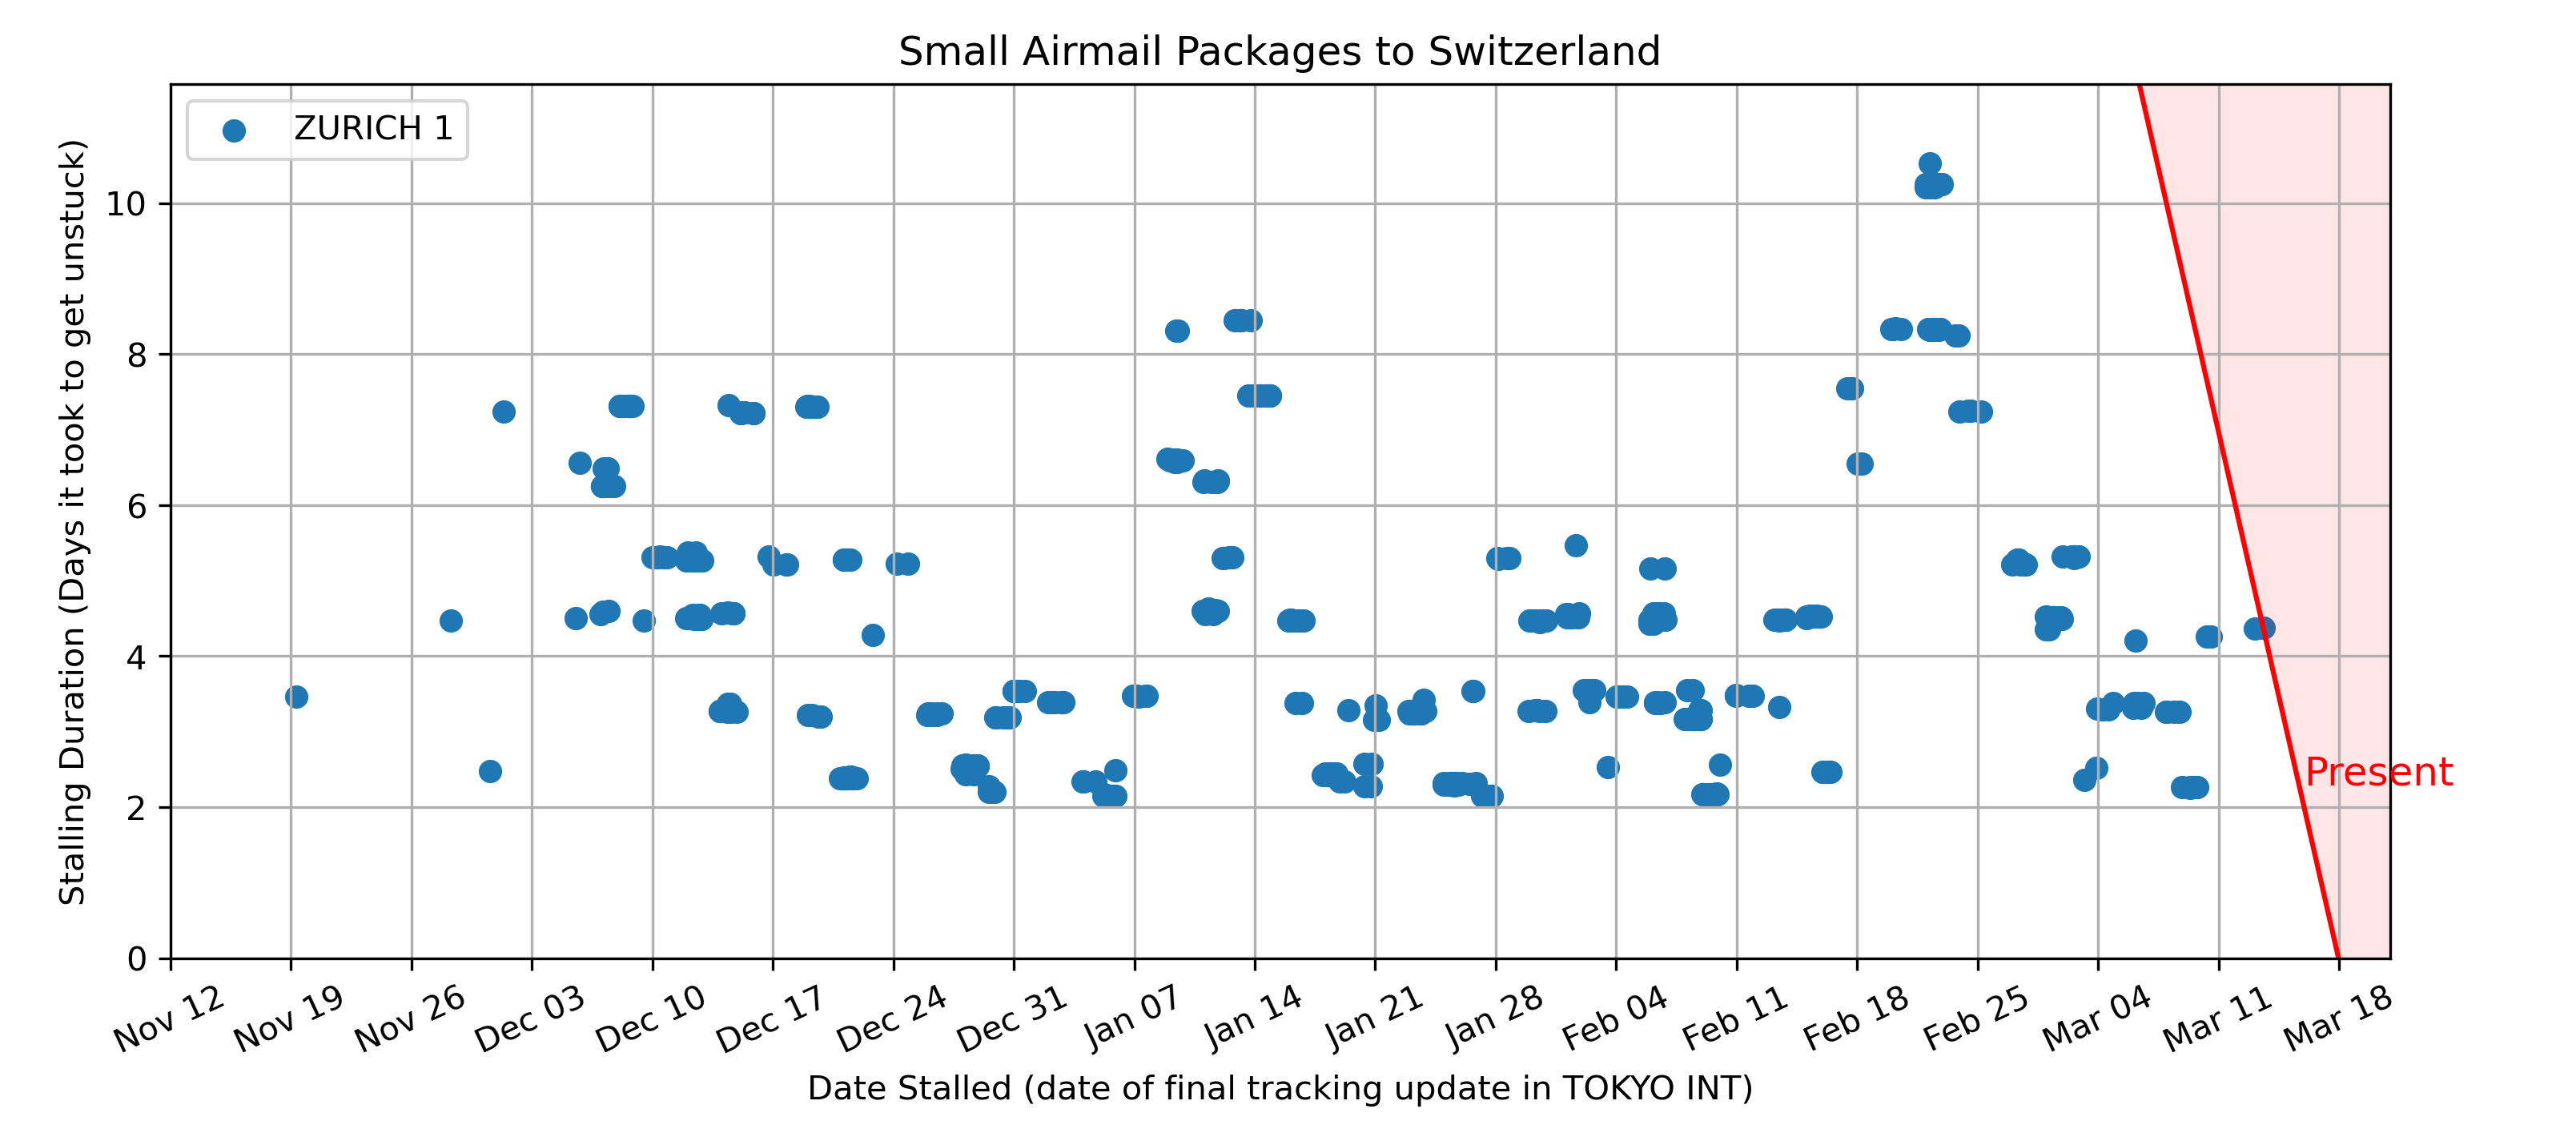 Small Airmail Packages to Switzerland
ZURICH 1
Stalling Duration (Days it took to get unstuck)
10
8
6
4
2
0
Present
Nov 12
Nov 19
Nov 26
Dec 03
Dec 10
Dec 17
Dec 24
Dec 31
Jan 07
Jan 14
Jan 21
Jan 28
Feb 04
Feb 11
Feb 18
Feb 25
Mar 04
Mar 11
Mar 18
Date Stalled (date of final tracking update in TOKYO INT)